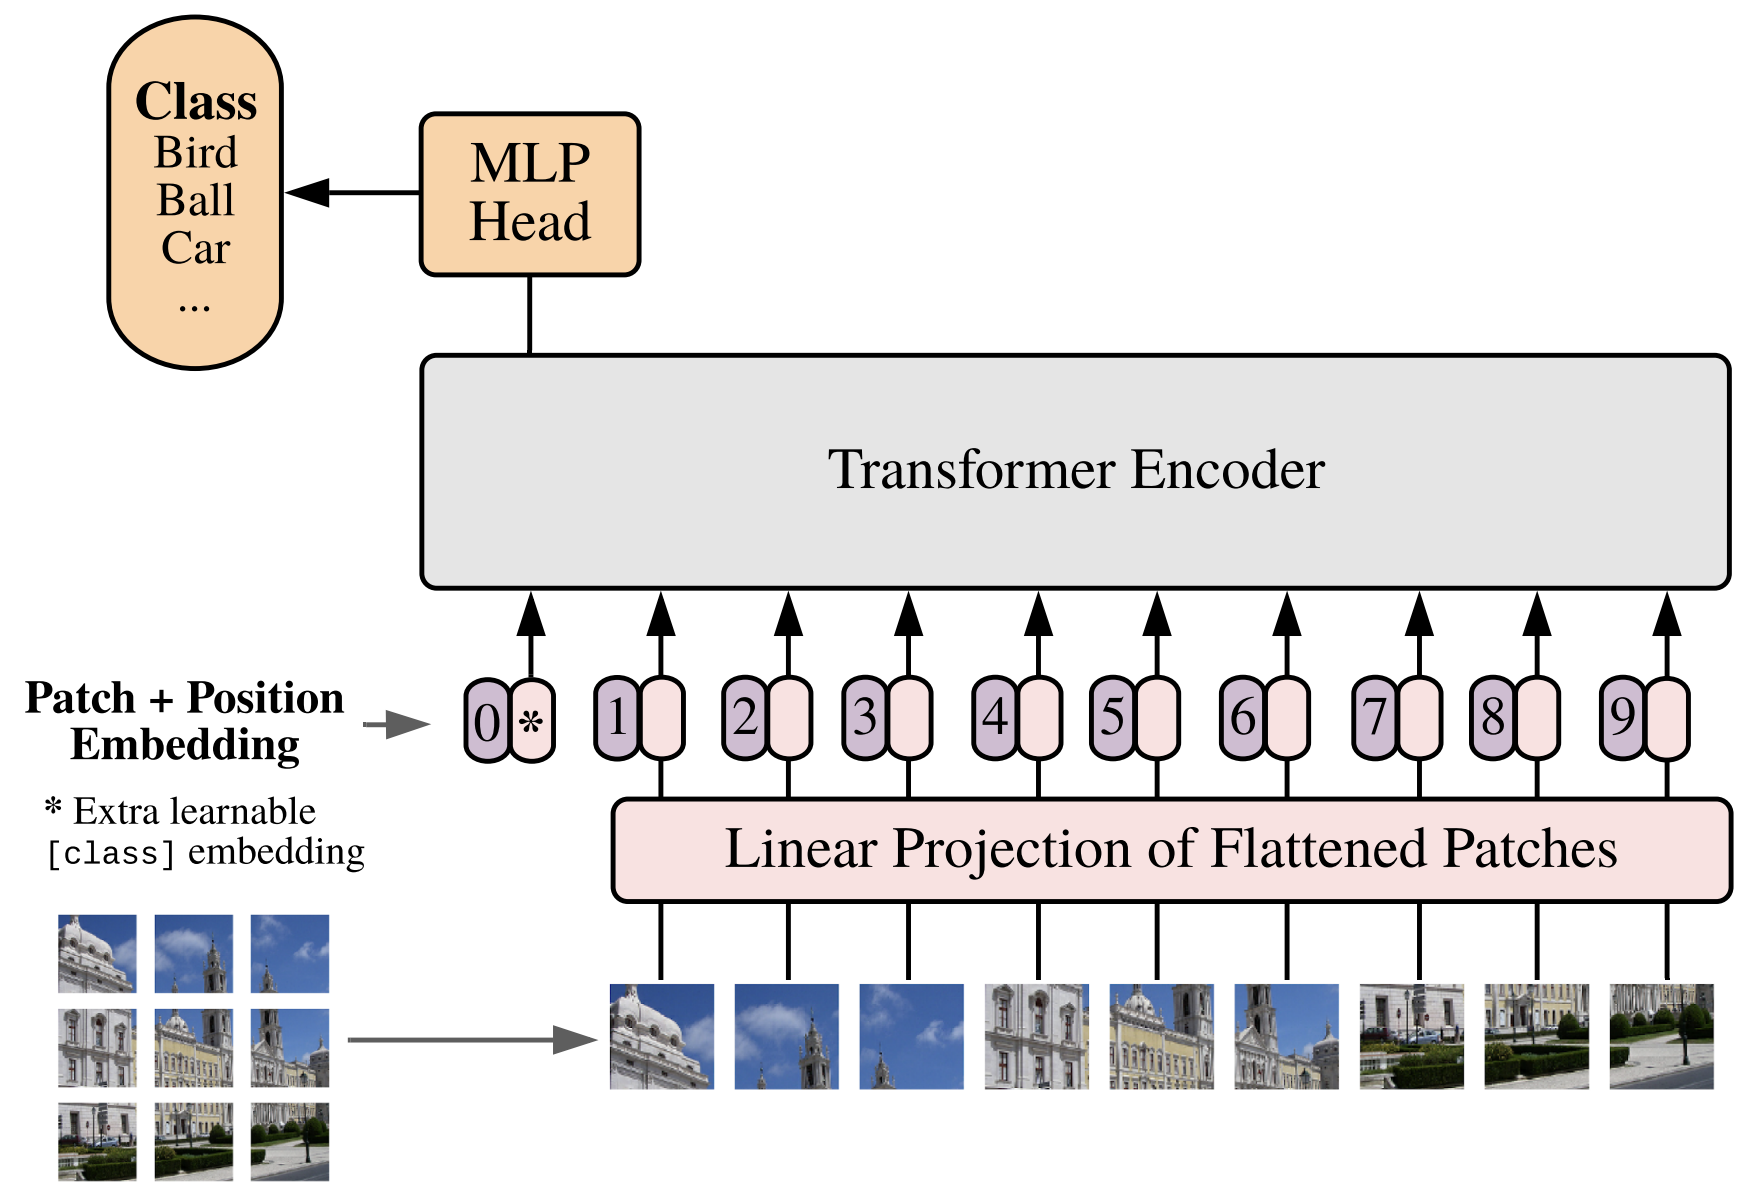 Class
Bird
Ball
Car
...
MLP
Head
Transformer Encoder
Patch + Position
Embedding
0 * 1 2 3 4 5 6 7 8 9
* Extra learnable
[class] embedding
Linear Projection of Flattened Patches